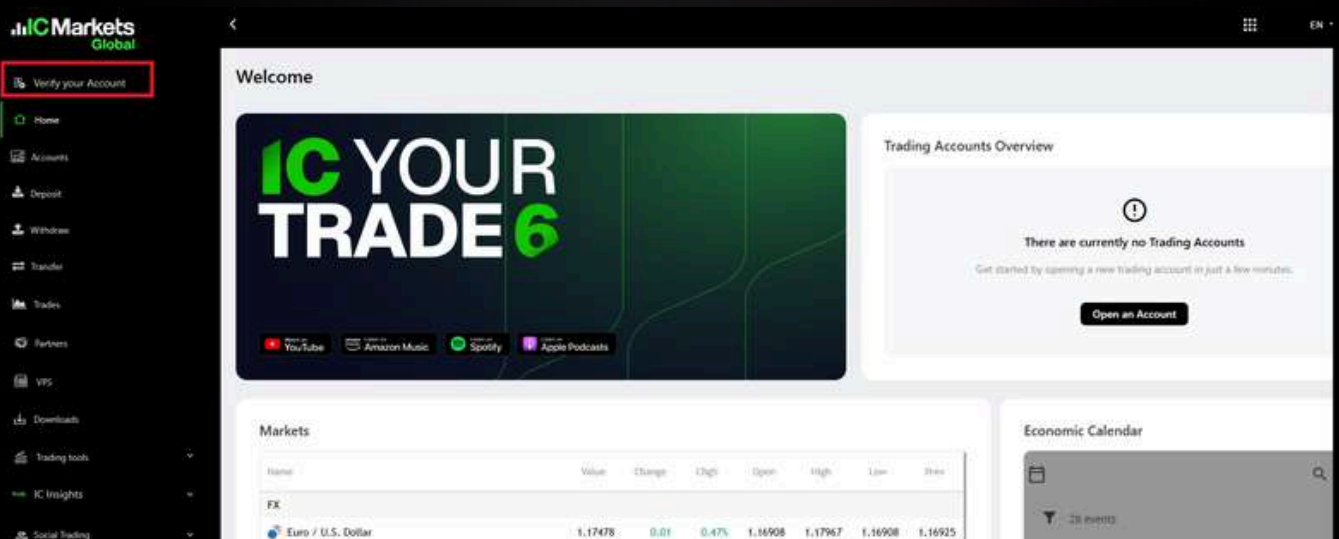 IC Markets
Global
EN
Verify your Account
Home
Accounts
Deposit
Withdraw
Transfer
Trades
Partners
VPS
Downloads
Trading tools
IC Insights
Social Trading
Welcome
IC YOUR
TRADE 6
YouTube
Amazon Music
Spotify
Apple Podcasts
Trading Accounts Overview
There are currently no Trading Accounts
Get started by opening a new trading account in just a few minutes.
Open an Account
Markets
Name Value Change Chg% Open High Low Prev
FX
Euro / U.S. Dollar 1.17478 0.01 0.47% 1.16908 1.17967 1.16908 1.16925
Economic Calendar
28 events